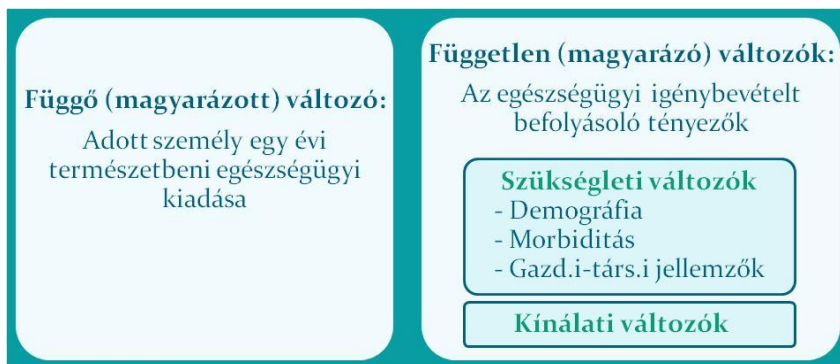 Függő (magyarázott) változó:
Adott személy egy évi
természetbeni egészségügyi
kiadása
Független (magyarázó) változók:
Az egészségügyi igénybevételt
befolyásoló tényezők
Szükségleti változók
- Demográfia
- Morbiditás
- Gazd.i-társ.i jellemzők
Kínálati változók